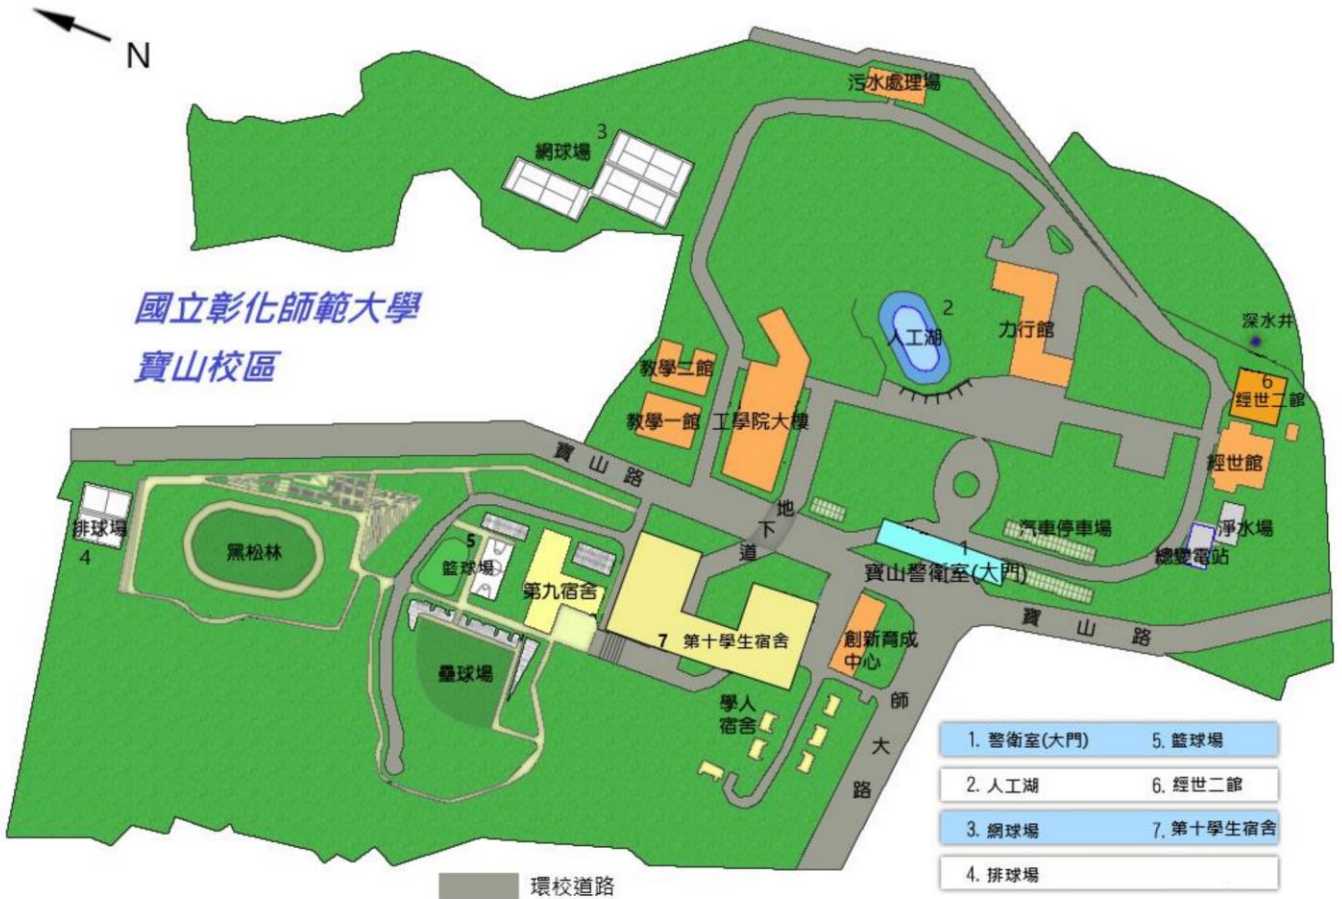 N
污水處理場
3
網球場
國立彰化師範大學
寶山校區
2
人工湖
力行館
深水井
教學二館
6
經世二館
教學一館
工學院大樓
寶山路
經世館
地下道
排球場
4
黑松林
5
籃球場
第九宿舍
1
汽車停車場
淨水場
總變電站
寶山警衛室(大門)
寶山路
7
第十學生宿舍
創新育成
中心
壘球場
學人
宿舍
師大路
1. 警衛室(大門)
5. 籃球場
2. 人工湖
6. 經世二館
3. 網球場
7. 第十學生宿舍
4. 排球場
環校道路